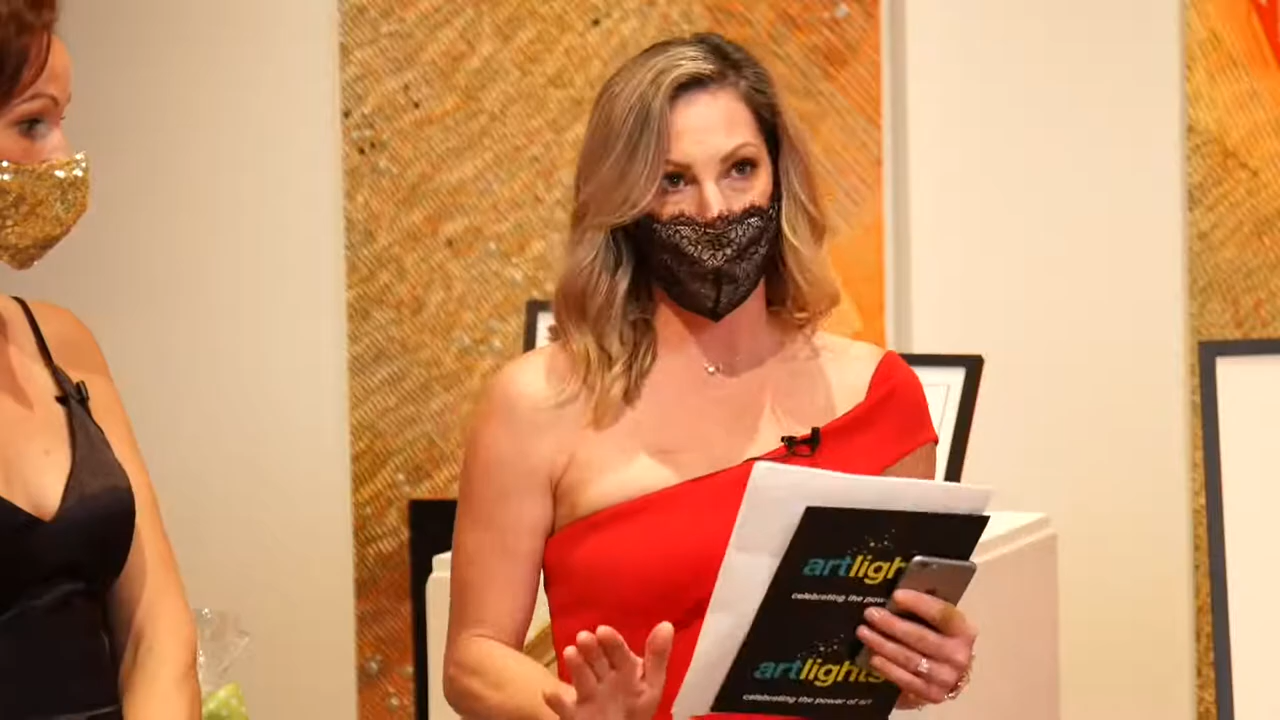 artligh
celebrating the pow
artlights
celebrating the power of art